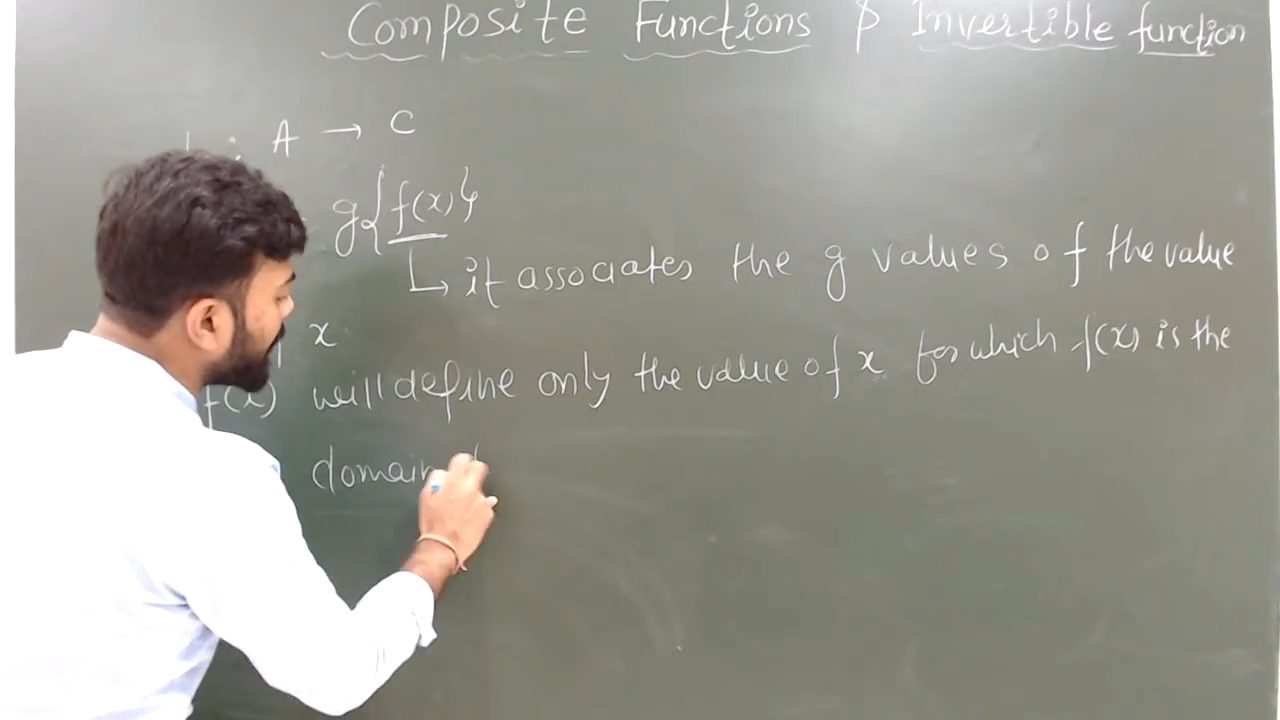 Composite Functions & Invertible function
: A → C
g{f(x)}
↳ it associates the g values of the value
x
f(x) will define only the value of x for which f(x) is the
domain